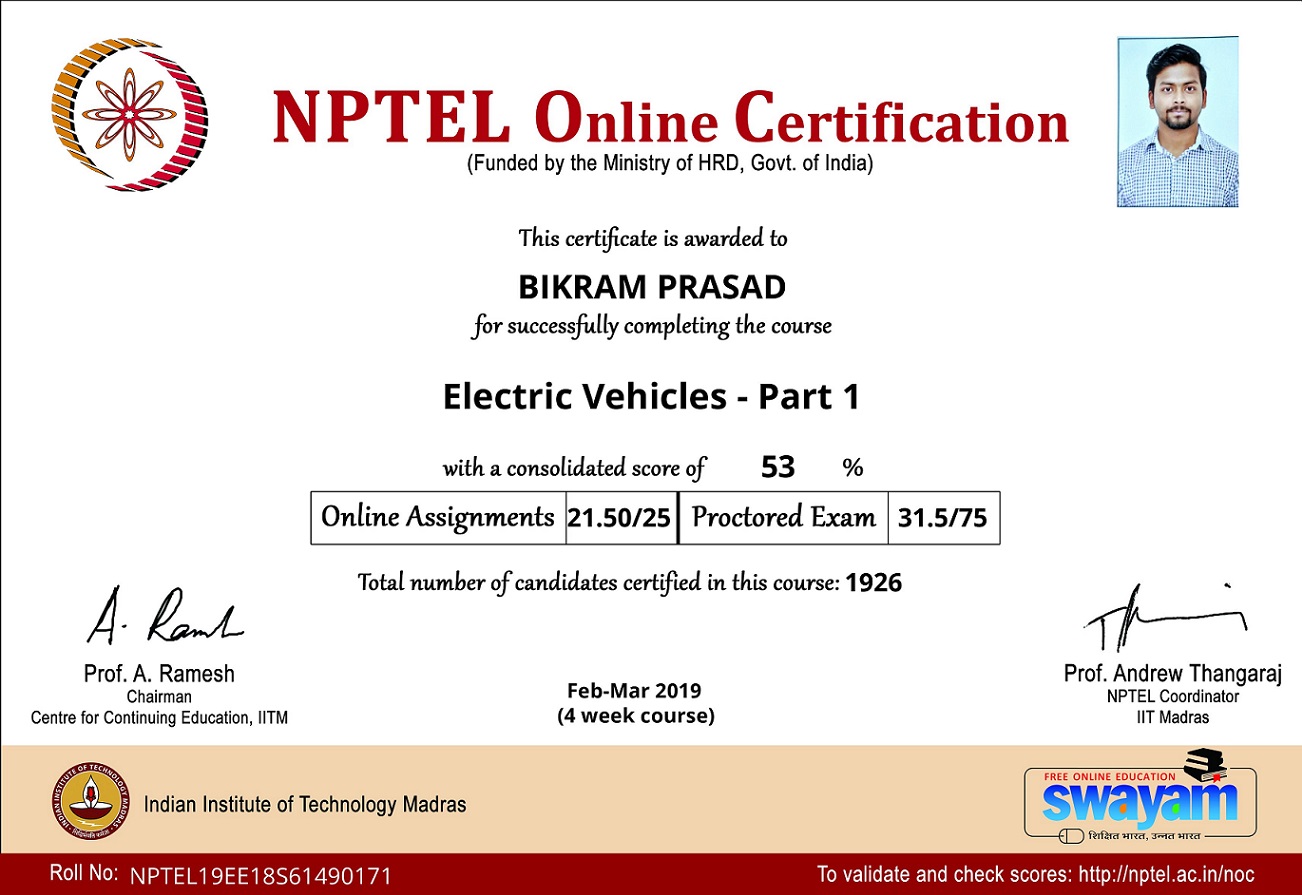 NPTEL Online Certification
(Funded by the Ministry of HRD, Govt. of India)
This certificate is awarded to
BIKRAM PRASAD
for successfully completing the course
Electric Vehicles - Part 1
with a consolidated score of 53 %
Online Assignments 21.50/25 Proctored Exam 31.5/75
Total number of candidates certified in this course: 1926
A. Ramesh
Prof. A. Ramesh
Chairman
Centre for Continuing Education, IITM
Feb-Mar 2019
(4 week course)
Prof. Andrew Thangaraj
NPTEL Coordinator
IIT Madras
INDIAN INSTITUTE OF TECHNOLOGY MADRAS
Indian Institute of Technology Madras
FREE ONLINE EDUCATION
swayam
शिक्षित भारत, उन्नत भारत
Roll No: NPTEL19EE18S61490171
To validate and check scores: http://nptel.ac.in/noc